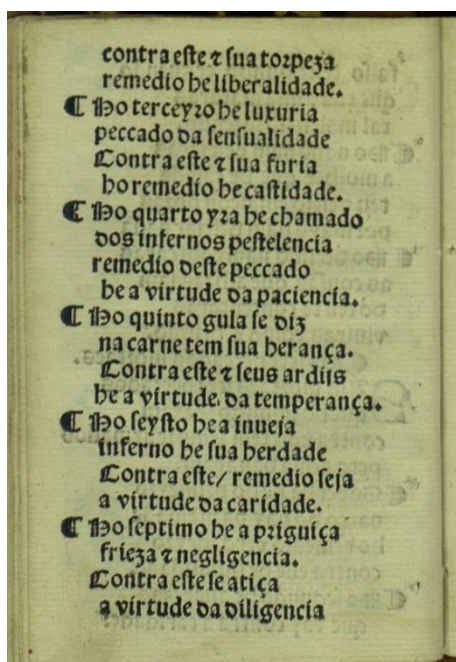 contra este ⁊ sua torpeza
remedio he liberalidade.
¶ Ho terceyro he luxuria
peccado da sensualidade
Contra este ⁊ sua furia
ho remedio he castidade.
¶ Ho quarto yra he chamado
dos infernos pestelencia
remedio deste peccado
he a virtude da paciencia.
¶ Ho quinto gula se diz
na carne tem sua herança.
Contra este ⁊ seus ardijs
he a virtude. da temperança.
¶ Ho seysto he a inueja
inferno he sua herdade
Contra este/ remedio seja
a virtude da caridade.
¶ Ho septimo he a priguiça
frieza ⁊ negligencia.
Contra este se atiça
a virtude da diligencia